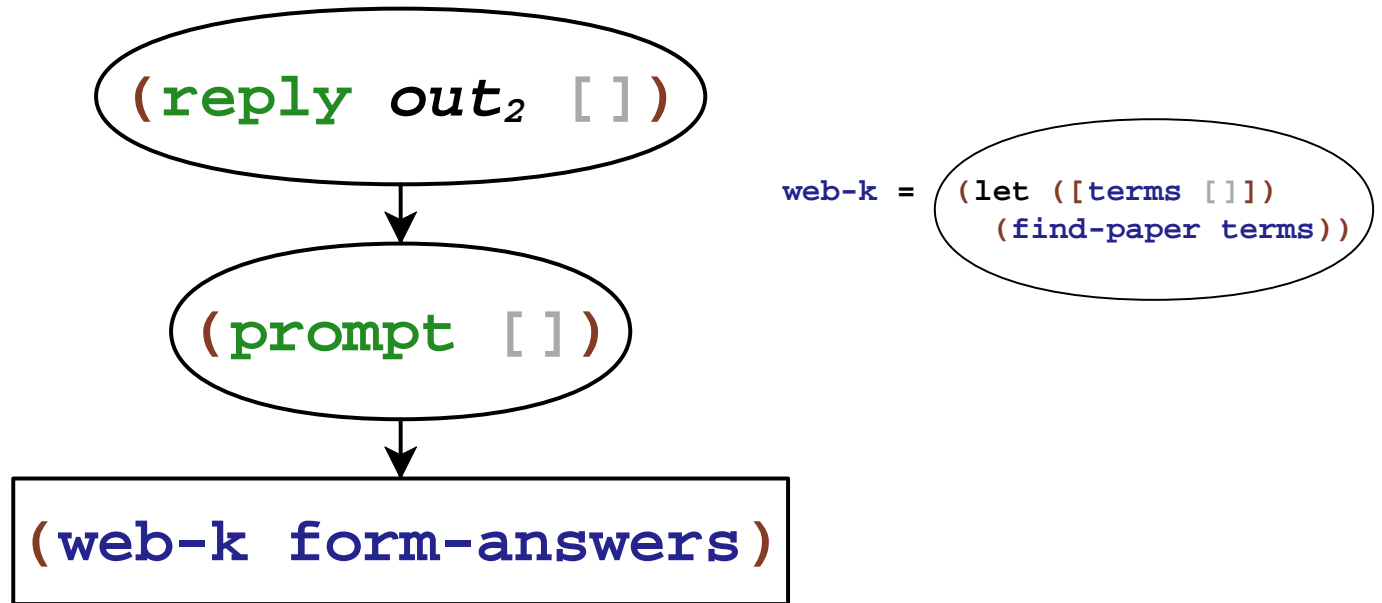 (reply out₂ [])
web-k = (let ([terms []])
(find-paper terms))
(prompt [])
(web-k form-answers)